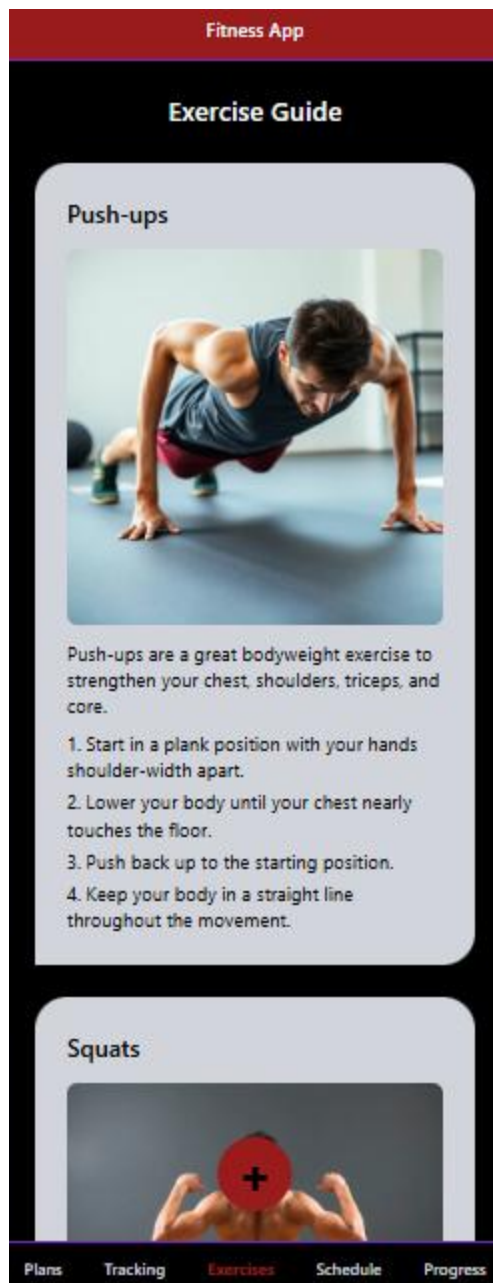 Fitness App
Exercise Guide
Push-ups
Push-ups are a great bodyweight exercise to
strengthen your chest, shoulders, triceps, and
core.
1. Start in a plank position with your hands
shoulder-width apart.
2. Lower your body until your chest nearly
touches the floor.
3. Push back up to the starting position.
4. Keep your body in a straight line
throughout the movement.
Squats
+
Plans Tracking Exercises Schedule Progress